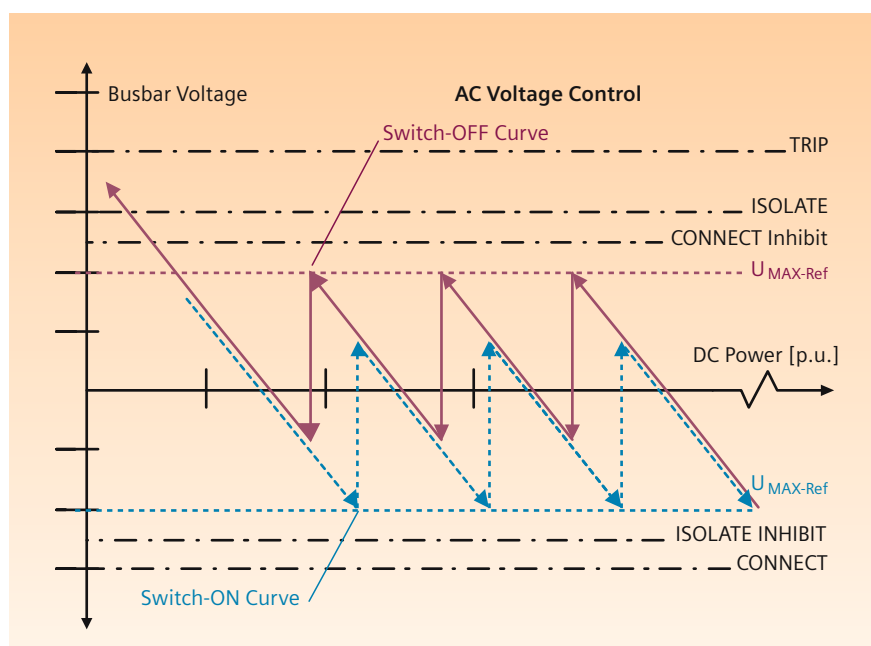 Busbar Voltage
AC Voltage Control
Switch-OFF Curve
TRIP
ISOLATE
CONNECT Inhibit
U MAX-Ref
DC Power [p.u.]
U MAX-Ref
ISOLATE INHIBIT
CONNECT
Switch-ON Curve